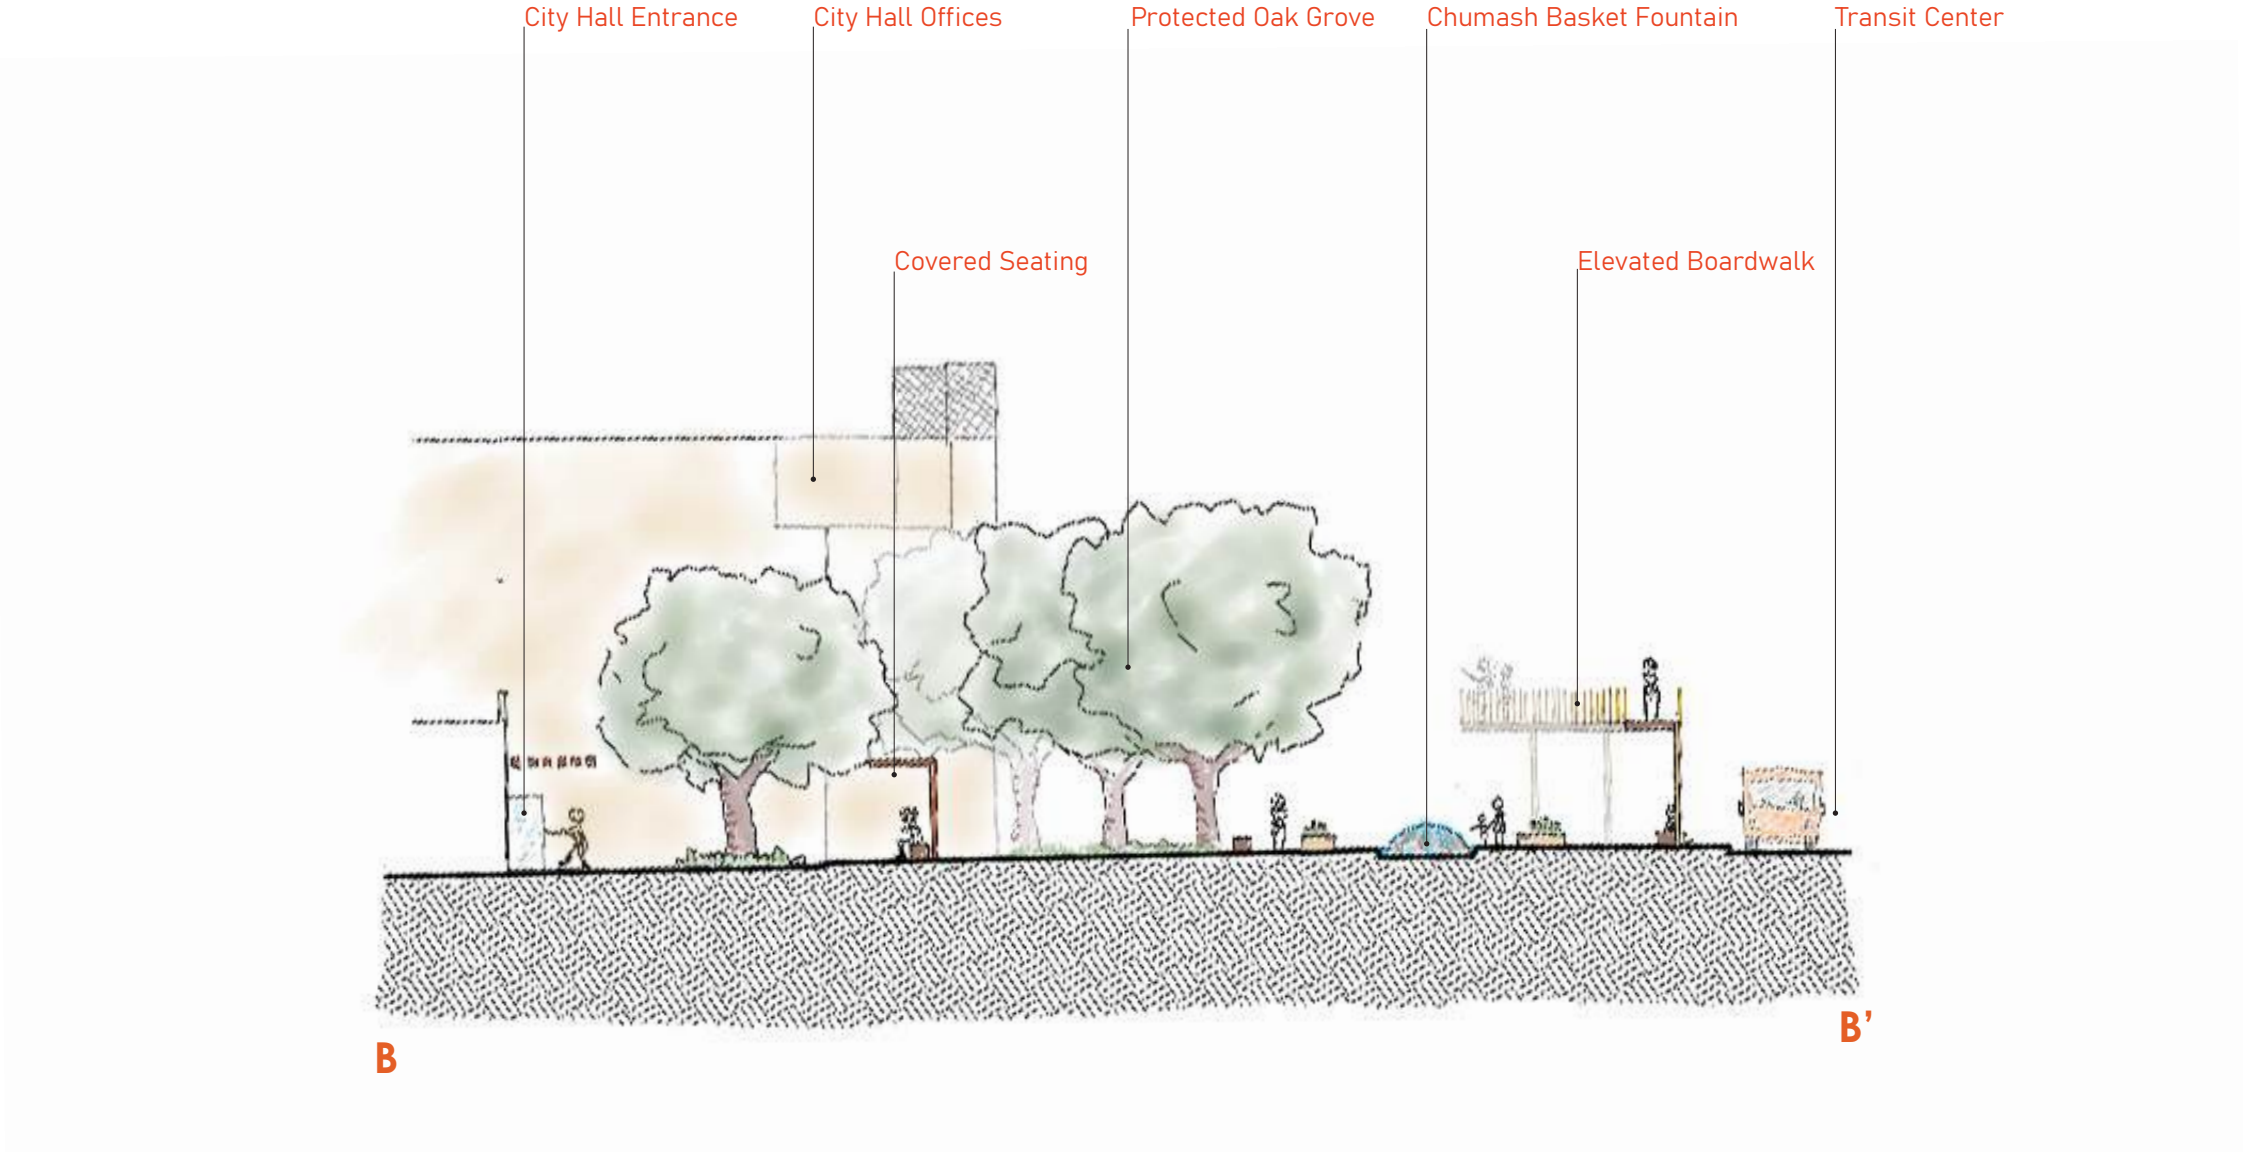 City Hall Entrance
City Hall Offices
Protected Oak Grove
Chumash Basket Fountain
Transit Center
Covered Seating
Elevated Boardwalk
B
B’